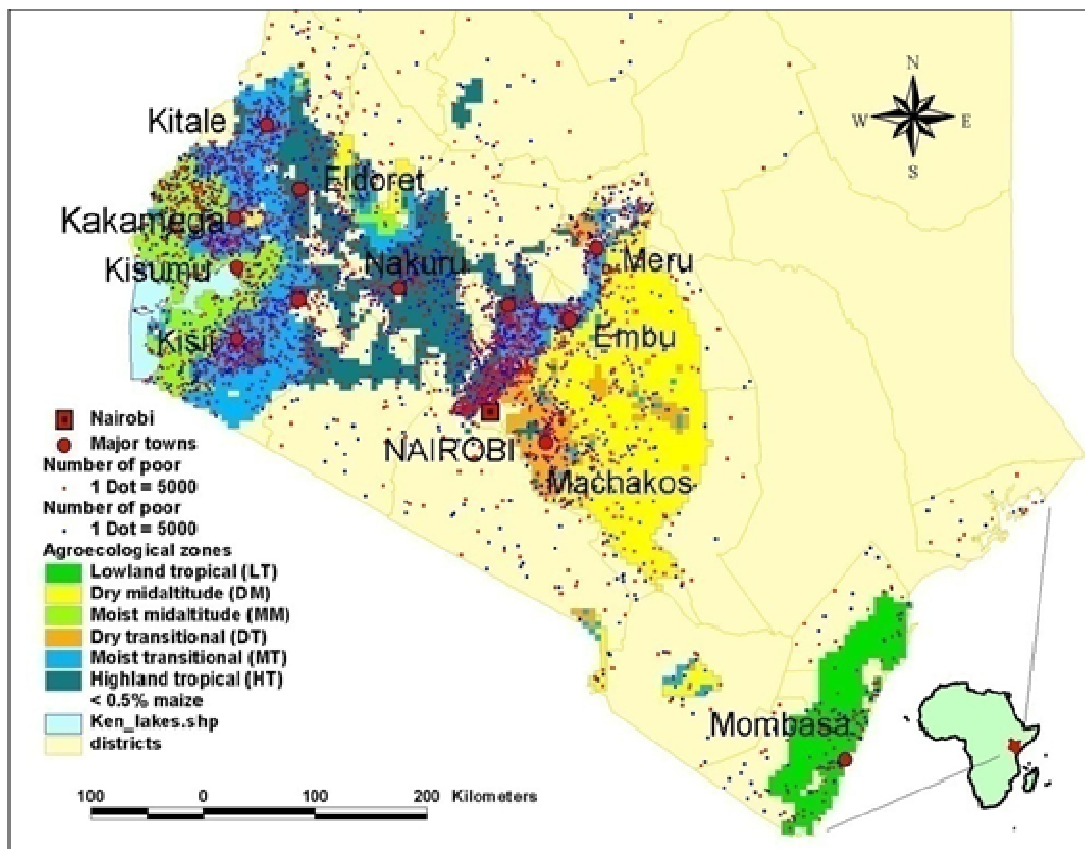 N
W E
S
Kitale
Eldoret
Kakamega
Kisumu
Nakuru
Meru
Kisii
Embu
NAIROBI
Machakos
Mombasa
Nairobi
Major towns
Number of poor
1 Dot = 5000
Number of poor
1 Dot = 5000
Agroecological zones
Lowland tropical (LT)
Dry midaltitude (DM)
Moist midaltitude (MM)
Dry transitional (DT)
Moist transitional (MT)
Highland tropical (HT)
< 0.5% maize
Ken_lakes.shp
districts
100 0 100 200 Kilometers